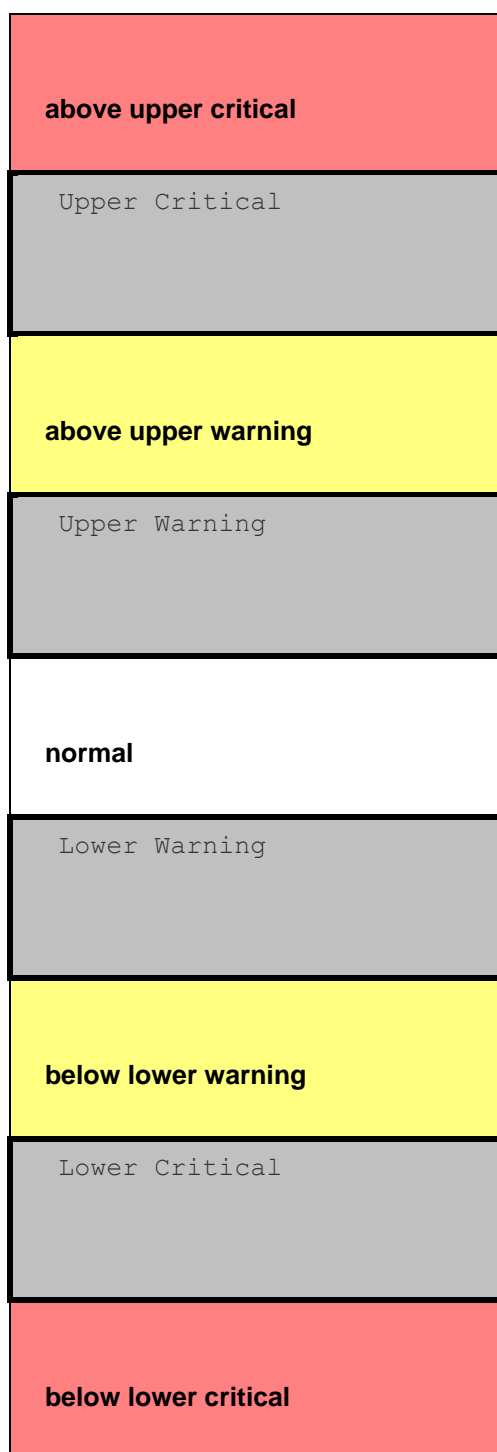 above upper critical
Upper Critical
above upper warning
Upper Warning
normal
Lower Warning
below lower warning
Lower Critical
below lower critical